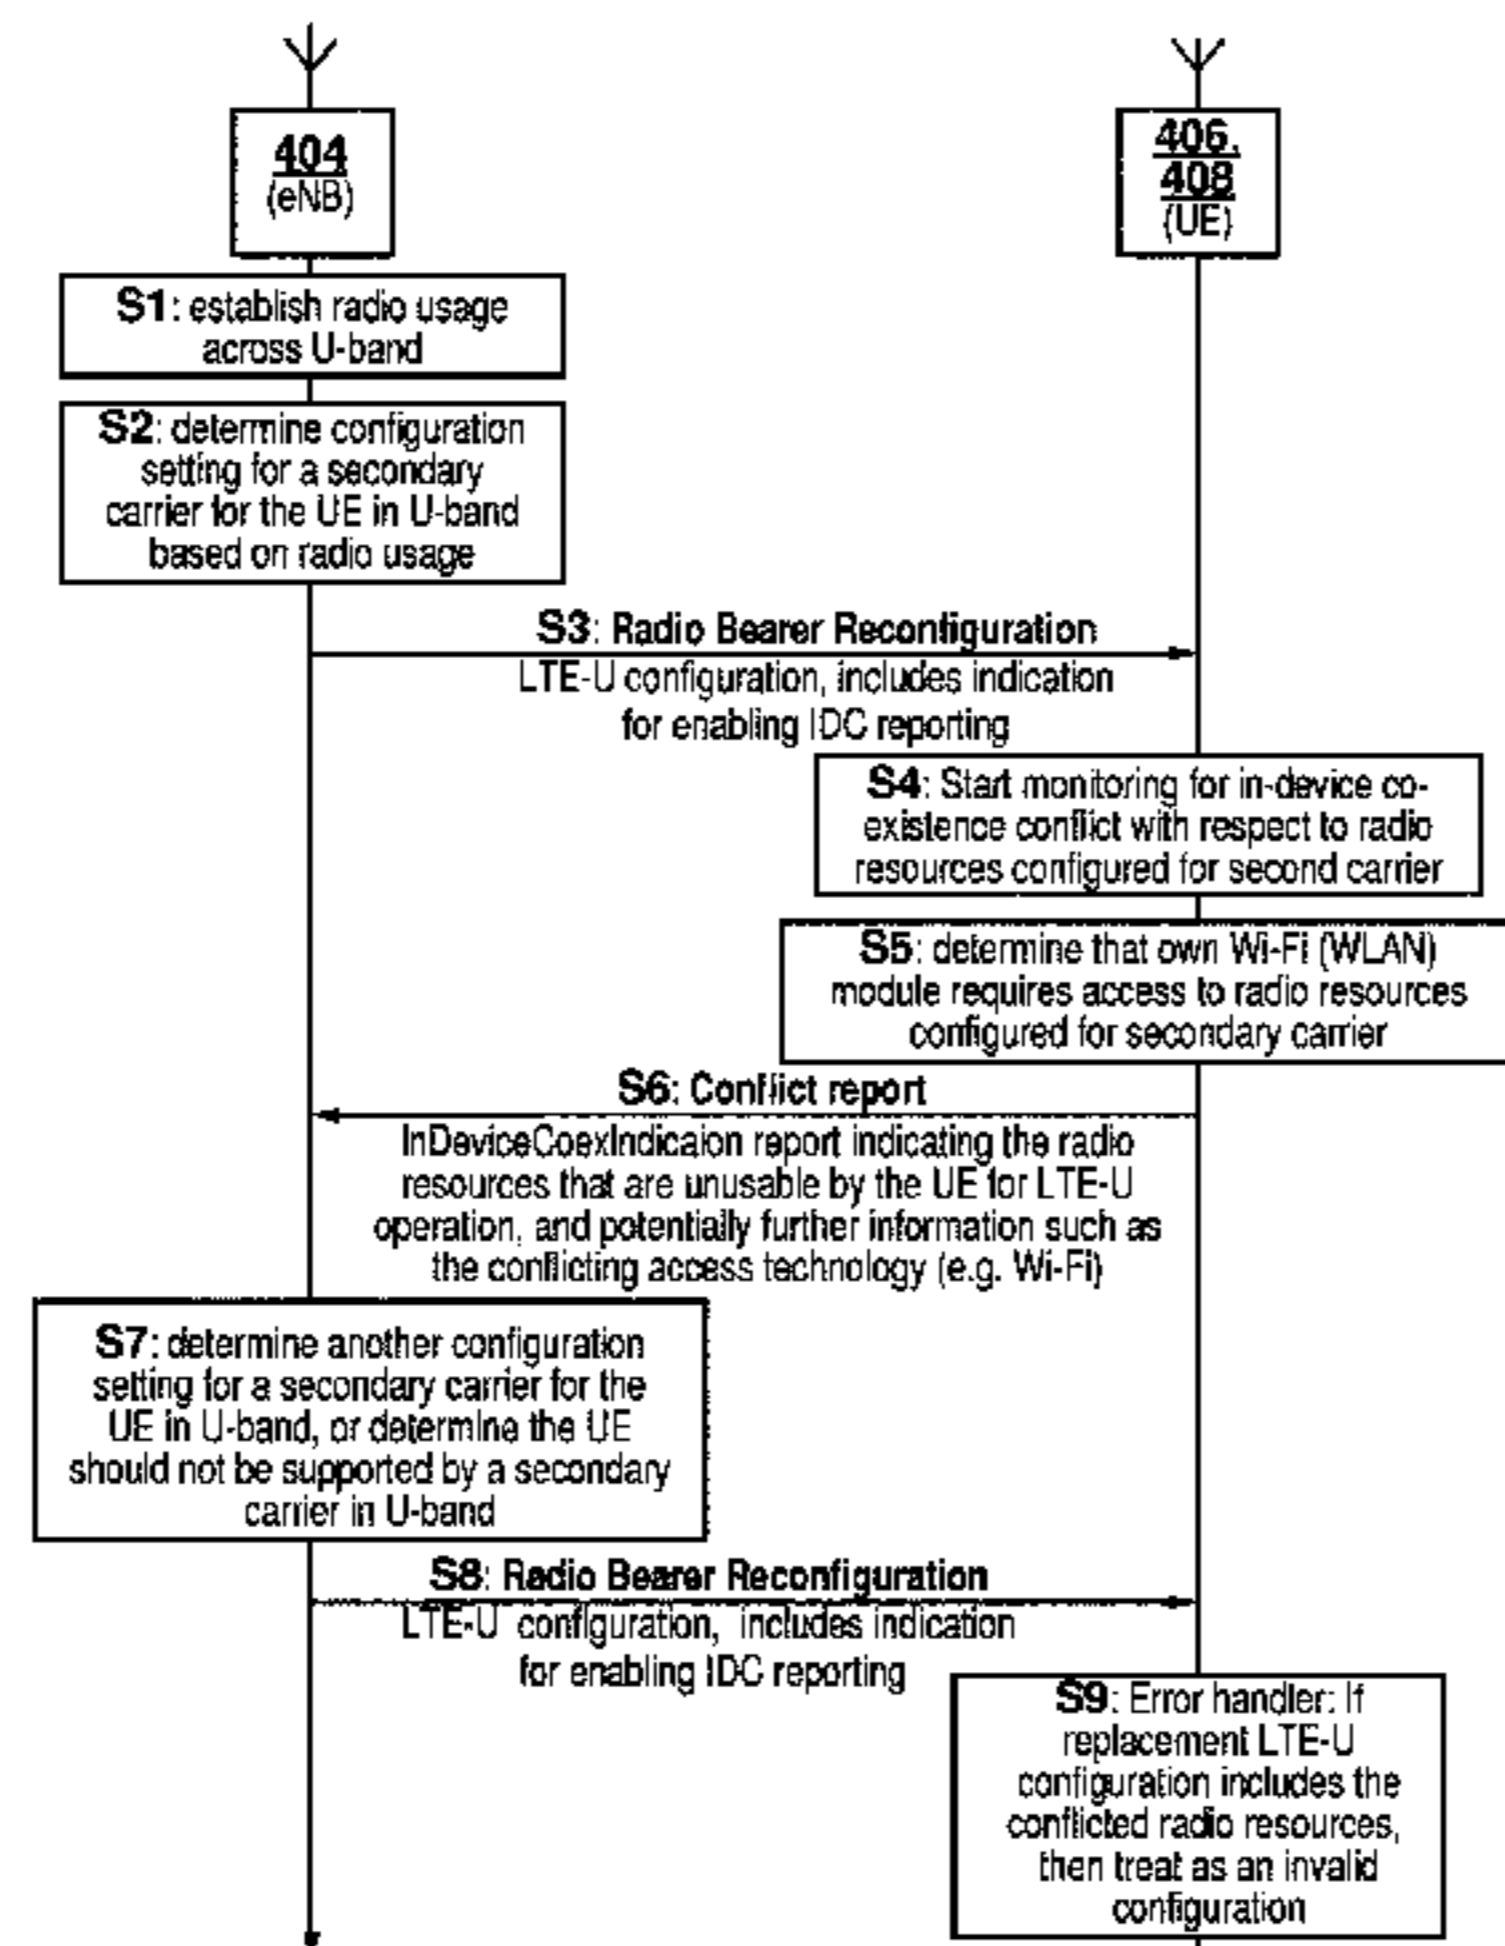 404
(eNB)
406,
408
(UE)
S1: establish radio usage
across U-band
S2: determine configuration
setting for a secondary
carrier for the UE in U-band
based on radio usage
S3: Radio Bearer Reconfiguration
LTE-U configuration, includes indication
for enabling IDC reporting
S4: Start monitoring for in-device co-
existence conflict with respect to radio
resources configured for second carrier
S5: determine that own Wi-Fi (WLAN)
module requires access to radio resources
configured for secondary carrier
S6: Conflict report
InDeviceCoexIndicaion report indicating the radio
resources that are unusable by the UE for LTE-U
operation, and potentially further information such as
the conflicting access technology (e.g. Wi-Fi)
S7: determine another configuration
setting for a secondary carrier for the
UE in U-band, or determine the UE
should not be supported by a secondary
carrier in U-band
S8: Radio Bearer Reconfiguration
LTE-U configuration, includes indication
for enabling IDC reporting
S9: Error handler: If
replacement LTE-U
configuration includes the
conflicted radio resources,
then treat as an invalid
configuration